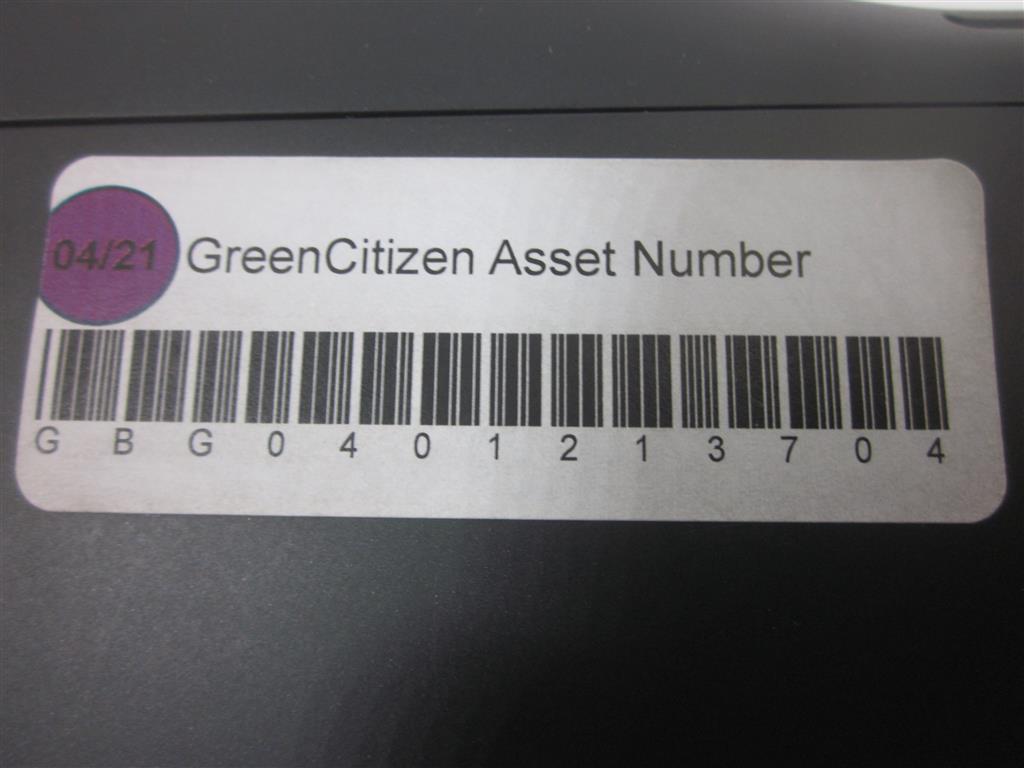 04/21 GreenCitizen Asset Number
G B G 0 4 0 1 2 1 3 7 0 4